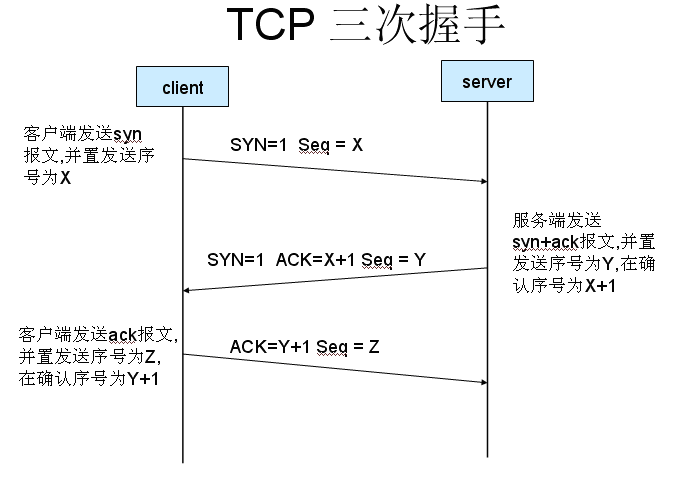 TCP 三次握手
client
server
客户端发送syn
报文,并置发送序
号为X
SYN=1 Seq = X
服务端发送
syn+ack报文,并置
发送序号为Y,在确
认序号为X+1
SYN=1 ACK=X+1 Seq = Y
客户端发送ack报文,
并置发送序号为Z,
在确认序号为Y+1
ACK=Y+1 Seq = Z